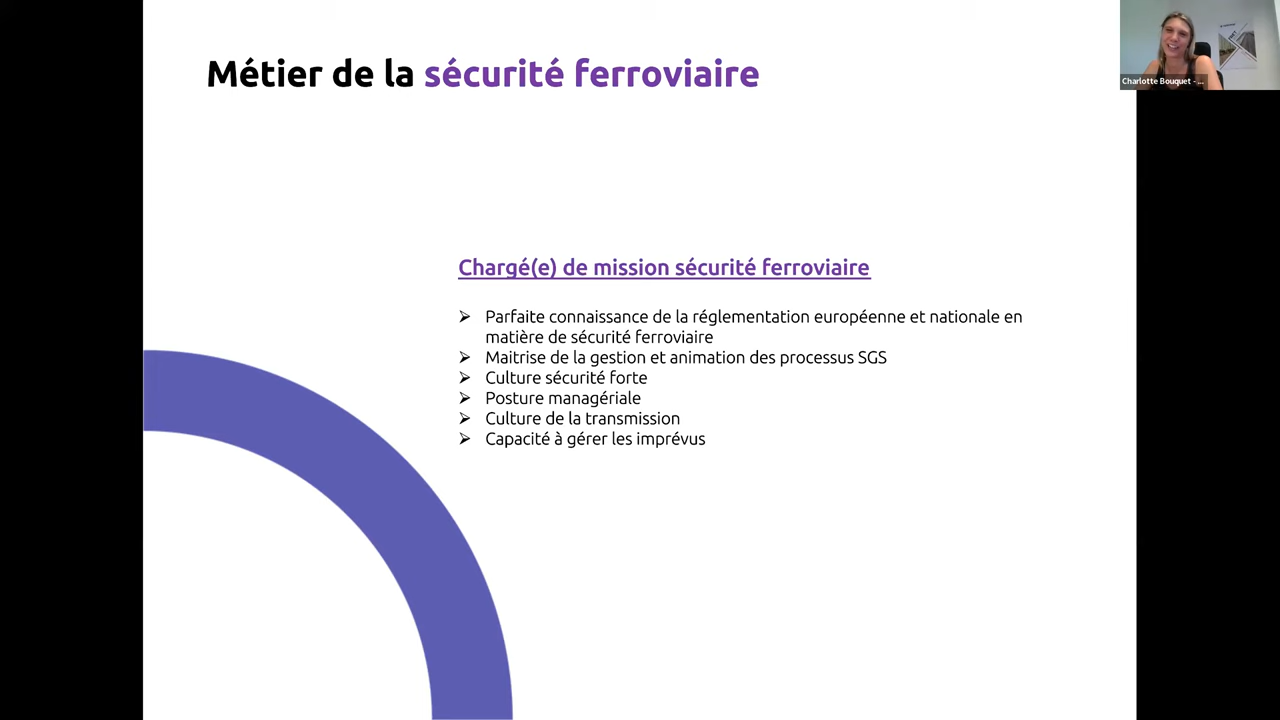 Métier de la sécurité ferroviaire
Charlotte Bouquet - ...
Chargé(e) de mission sécurité ferroviaire
➢ Parfaite connaissance de la réglementation européenne et nationale en
matière de sécurité ferroviaire
➢ Maitrise de la gestion et animation des processus SGS
➢ Culture sécurité forte
➢ Posture managériale
➢ Culture de la transmission
➢ Capacité à gérer les imprévus